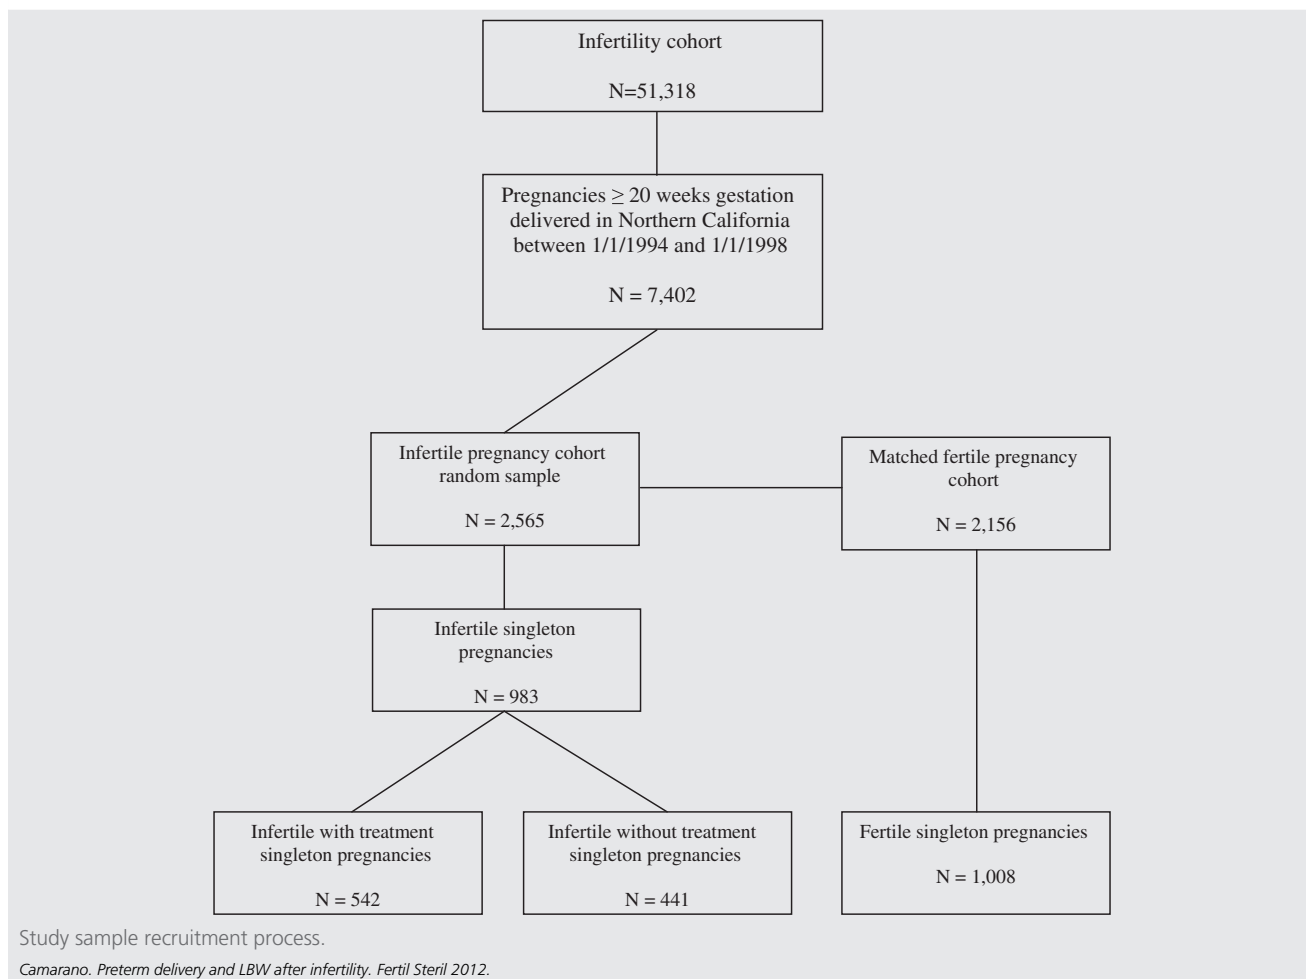 Infertility cohort
N=51,318
Pregnancies ≥ 20 weeks gestation
delivered in Northern California
between 1/1/1994 and 1/1/1998
N = 7,402
Infertile pregnancy cohort
random sample
N = 2,565
Matched fertile pregnancy
cohort
N = 2,156
Infertile singleton
pregnancies
N = 983
Infertile with treatment
singleton pregnancies
N = 542
Infertile without treatment
singleton pregnancies
N = 441
Fertile singleton pregnancies
N = 1,008
Study sample recruitment process.
Camarano. Preterm delivery and LBW after infertility. Fertil Steril 2012.